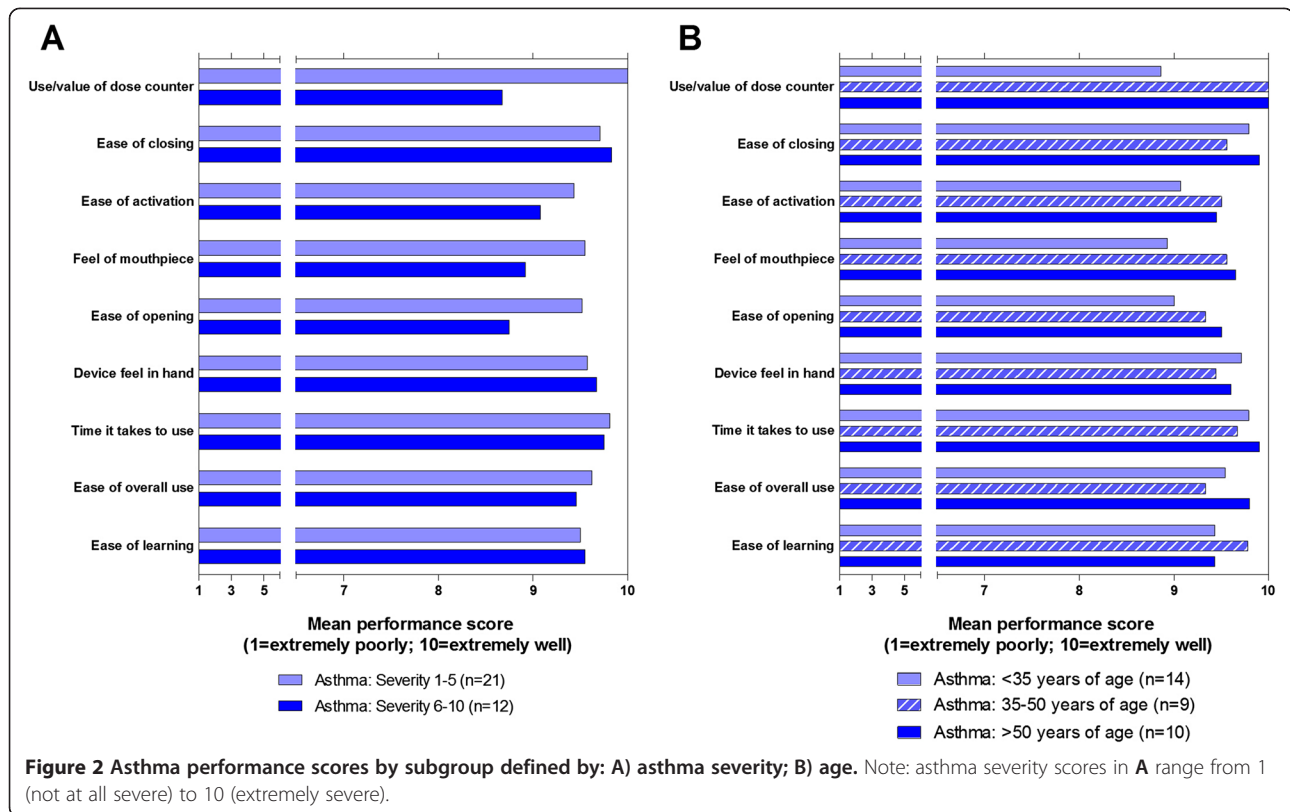 A
Use/value of dose counter
Ease of closing
Ease of activation
Feel of mouthpiece
Ease of opening
Device feel in hand
Time it takes to use
Ease of overall use
Ease of learning
1 3 5 7 8 9 10
Mean performance score
(1=extremely poorly; 10=extremely well)
Asthma: Severity 1-5 (n=21)
Asthma: Severity 6-10 (n=12)
B
Use/value of dose counter
Ease of closing
Ease of activation
Feel of mouthpiece
Ease of opening
Device feel in hand
Time it takes to use
Ease of overall use
Ease of learning
1 3 5 7 8 9 10
Mean performance score
(1=extremely poorly; 10=extremely well)
Asthma: <35 years of age (n=14)
Asthma: 35-50 years of age (n=9)
Asthma: >50 years of age (n=10)
Figure 2 Asthma performance scores by subgroup defined by: A) asthma severity; B) age. Note: asthma severity scores in A range from 1
(not at all severe) to 10 (extremely severe).